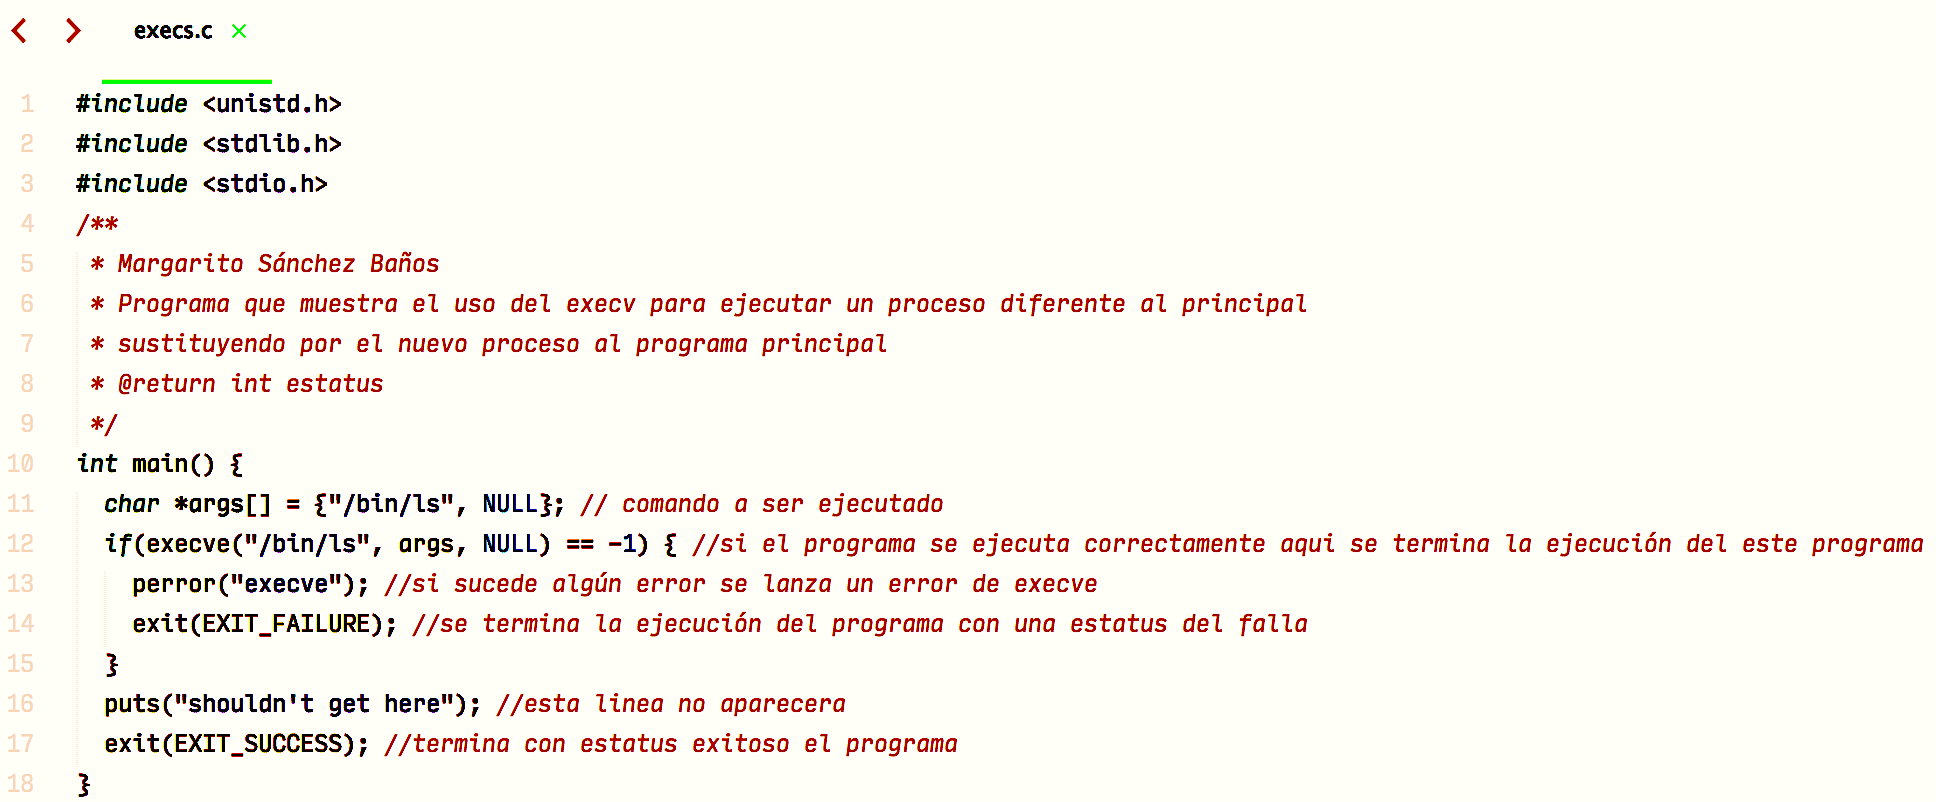 execs.c ×
1 #include <unistd.h>
2 #include <stdlib.h>
3 #include <stdio.h>
4 /**
5  * Margarito Sánchez Baños
6  * Programa que muestra el uso del execv para ejecutar un proceso diferente al principal
7  * sustituyendo por el nuevo proceso al programa principal
8  * @return int estatus
9  */
10 int main() {
11   char *args[] = {"/bin/ls", NULL}; // comando a ser ejecutado
12   if(execve("/bin/ls", args, NULL) == -1) { //si el programa se ejecuta correctamente aqui se termina la ejecución del este programa
13     perror("execve"); //si sucede algún error se lanza un error de execve
14     exit(EXIT_FAILURE); //se termina la ejecución del programa con una estatus del falla
15   }
16   puts("shouldn't get here"); //esta linea no aparecera
17   exit(EXIT_SUCCESS); //termina con estatus exitoso el programa
18 }